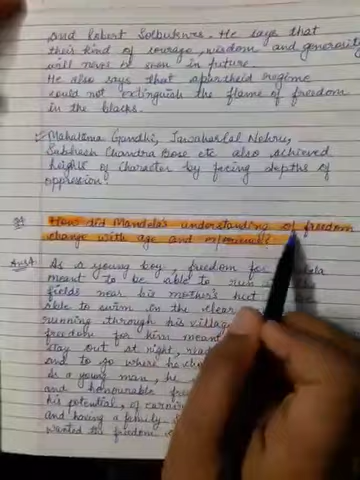 and Robert Sobukwes. He says that
their kind of courage, wisdom and generosity
will never be seen in future.
He also says that apartheid regime
could not extinguish the flame of freedom
in the blacks.
Mahatma Gandhi, Jawaharlal Nehru,
Subhash Chandra Bose etc also achieved
heights of character by facing depths of
oppression.
How did Mandela's understanding of freedom
change with age and experience?
Ans4 As a young boy, freedom for
meant to be able to run
fields near his mother's hut
able to swim in the clear
running through his village
freedom for him meant
stay out at night, read
and to go where he
As a young man, he
and honourable
his potential, of earning
and having a family
wanted the freedom